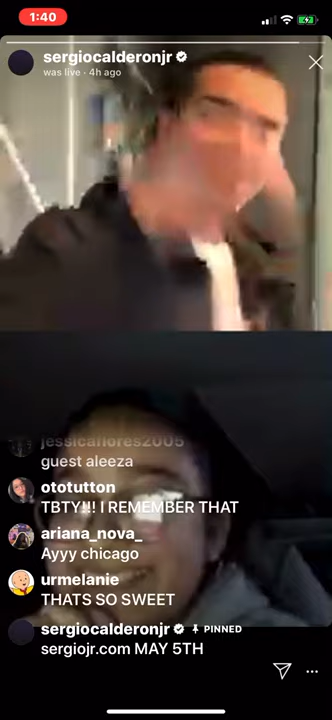 1:40
sergiocalderonjr
was live · 4h ago
jessicaflores2005
guest aleeza
ototutton
TBTY!!! I REMEMBER THAT
ariana_nova_
Ayyy chicago
urmelanie
THATS SO SWEET
sergiocalderonjr PINNED
sergiojr.com MAY 5TH